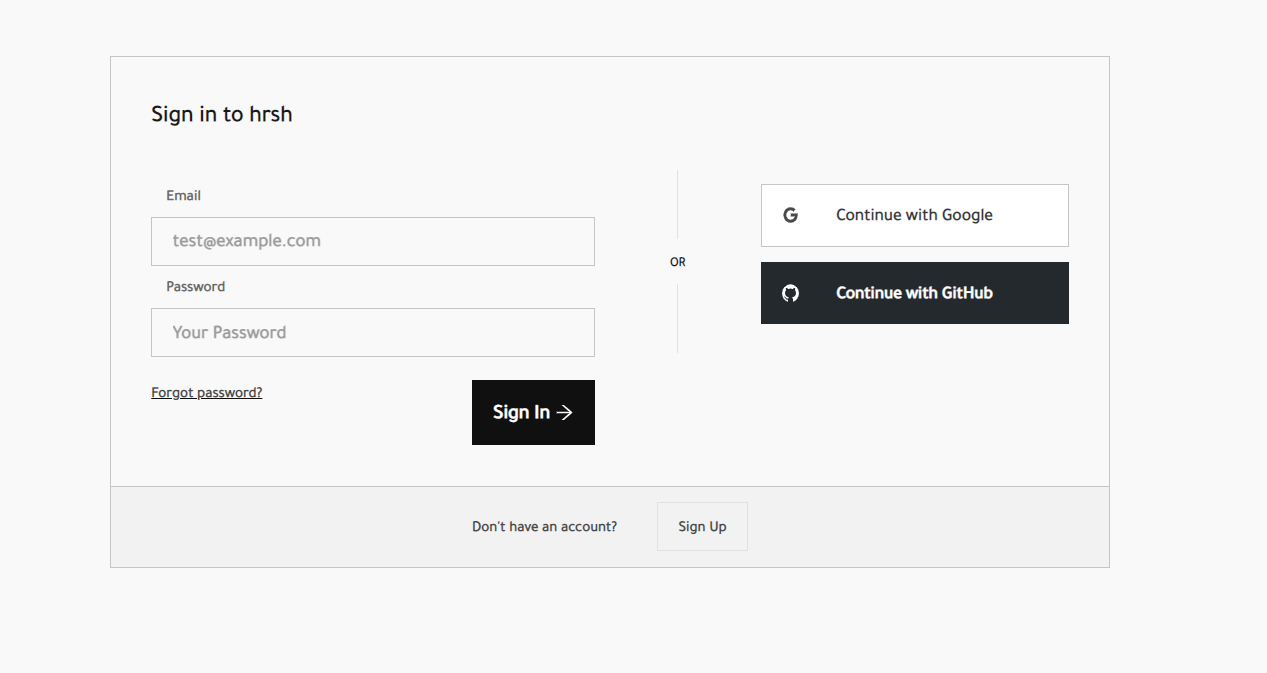 Sign in to hrsh
Email
test@example.com
Password
Your Password
Forgot password?
Sign In →
OR
Continue with Google
Continue with GitHub
Don't have an account?
Sign Up